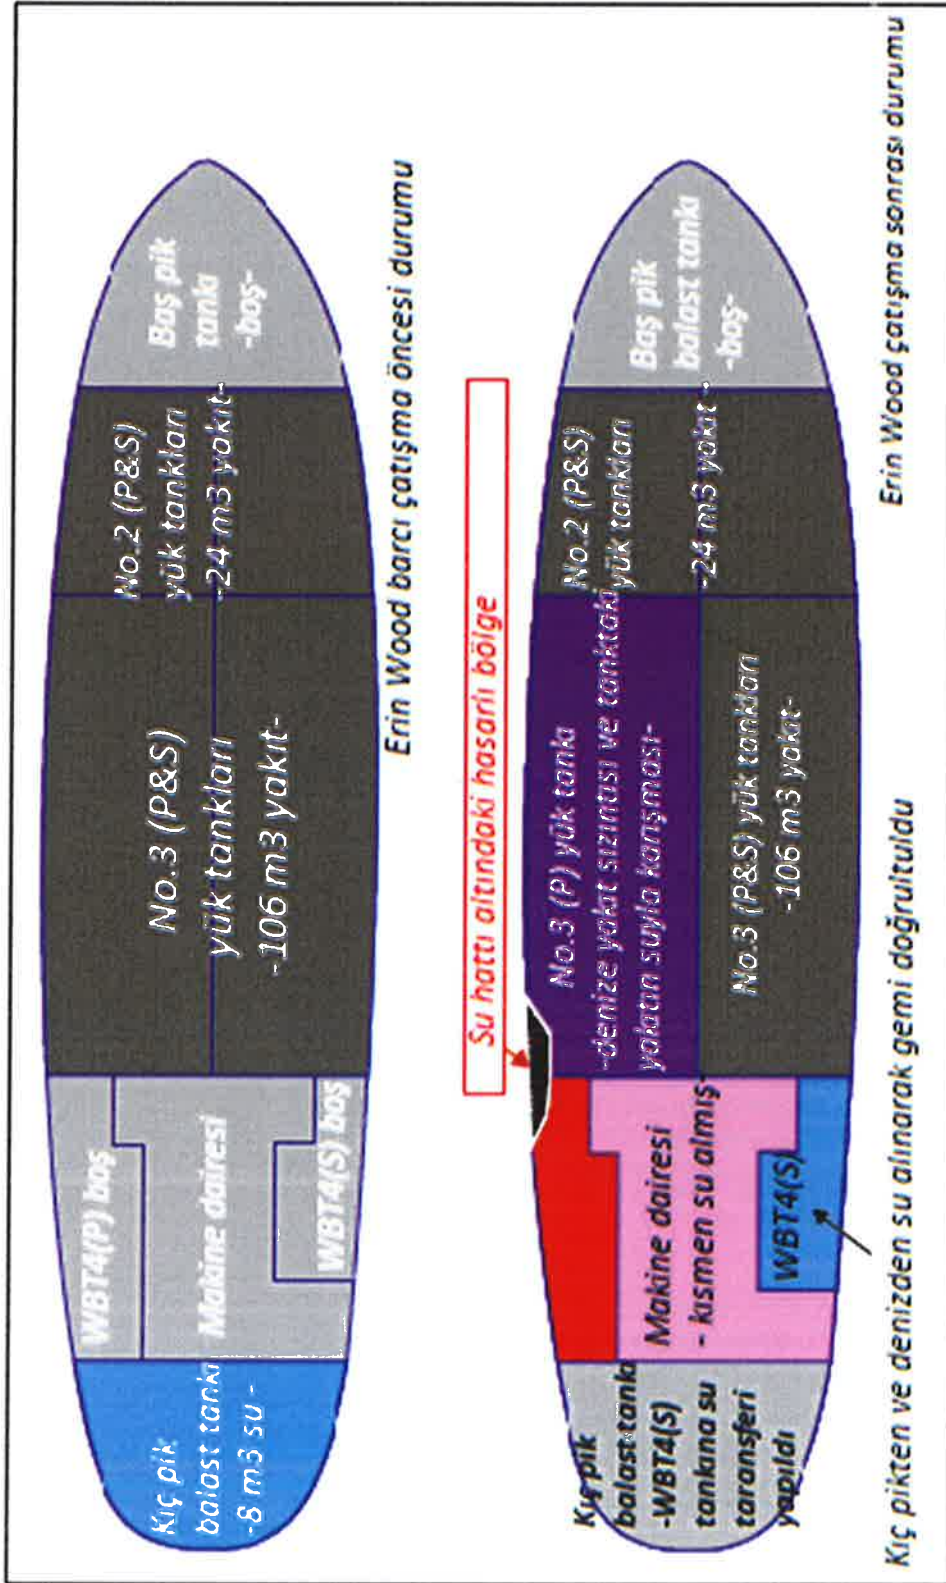 Kıç pik
balast tankı
-8 m3 su -
WBT4(P) boş
Makine dairesi
WBT4(S) boş
No.3 (P&S)
yük tankları
-106 m3 yakıt-
No.2 (P&S)
yük tankları
-24 m3 yakıt-
Baş pik
tankı
-boş-
Erin Wood barcı çatışma öncesi durumu
Su hattı altındaki hasarlı bölge
Kıç pik
balast tankı
-WBT4(S)
tankına su
taransferi
yapıldı
Makine dairesi
- kısmen su almış-
WBT4(S)
No.3 (P) yük tankı
-denize yakıt sızıntısı ve tanktaki
yakıtın suyla karışması-
No.3 (P&S) yük tankları
-106 m3 yakıt-
No.2 (P&S)
yük tankları
-24 m3 yakıt -
Baş pik
balast tankı
-boş-
Kıç pikten ve denizden su alınarak gemi doğrultuldu
Erin Wood çatışma sonrası durumu